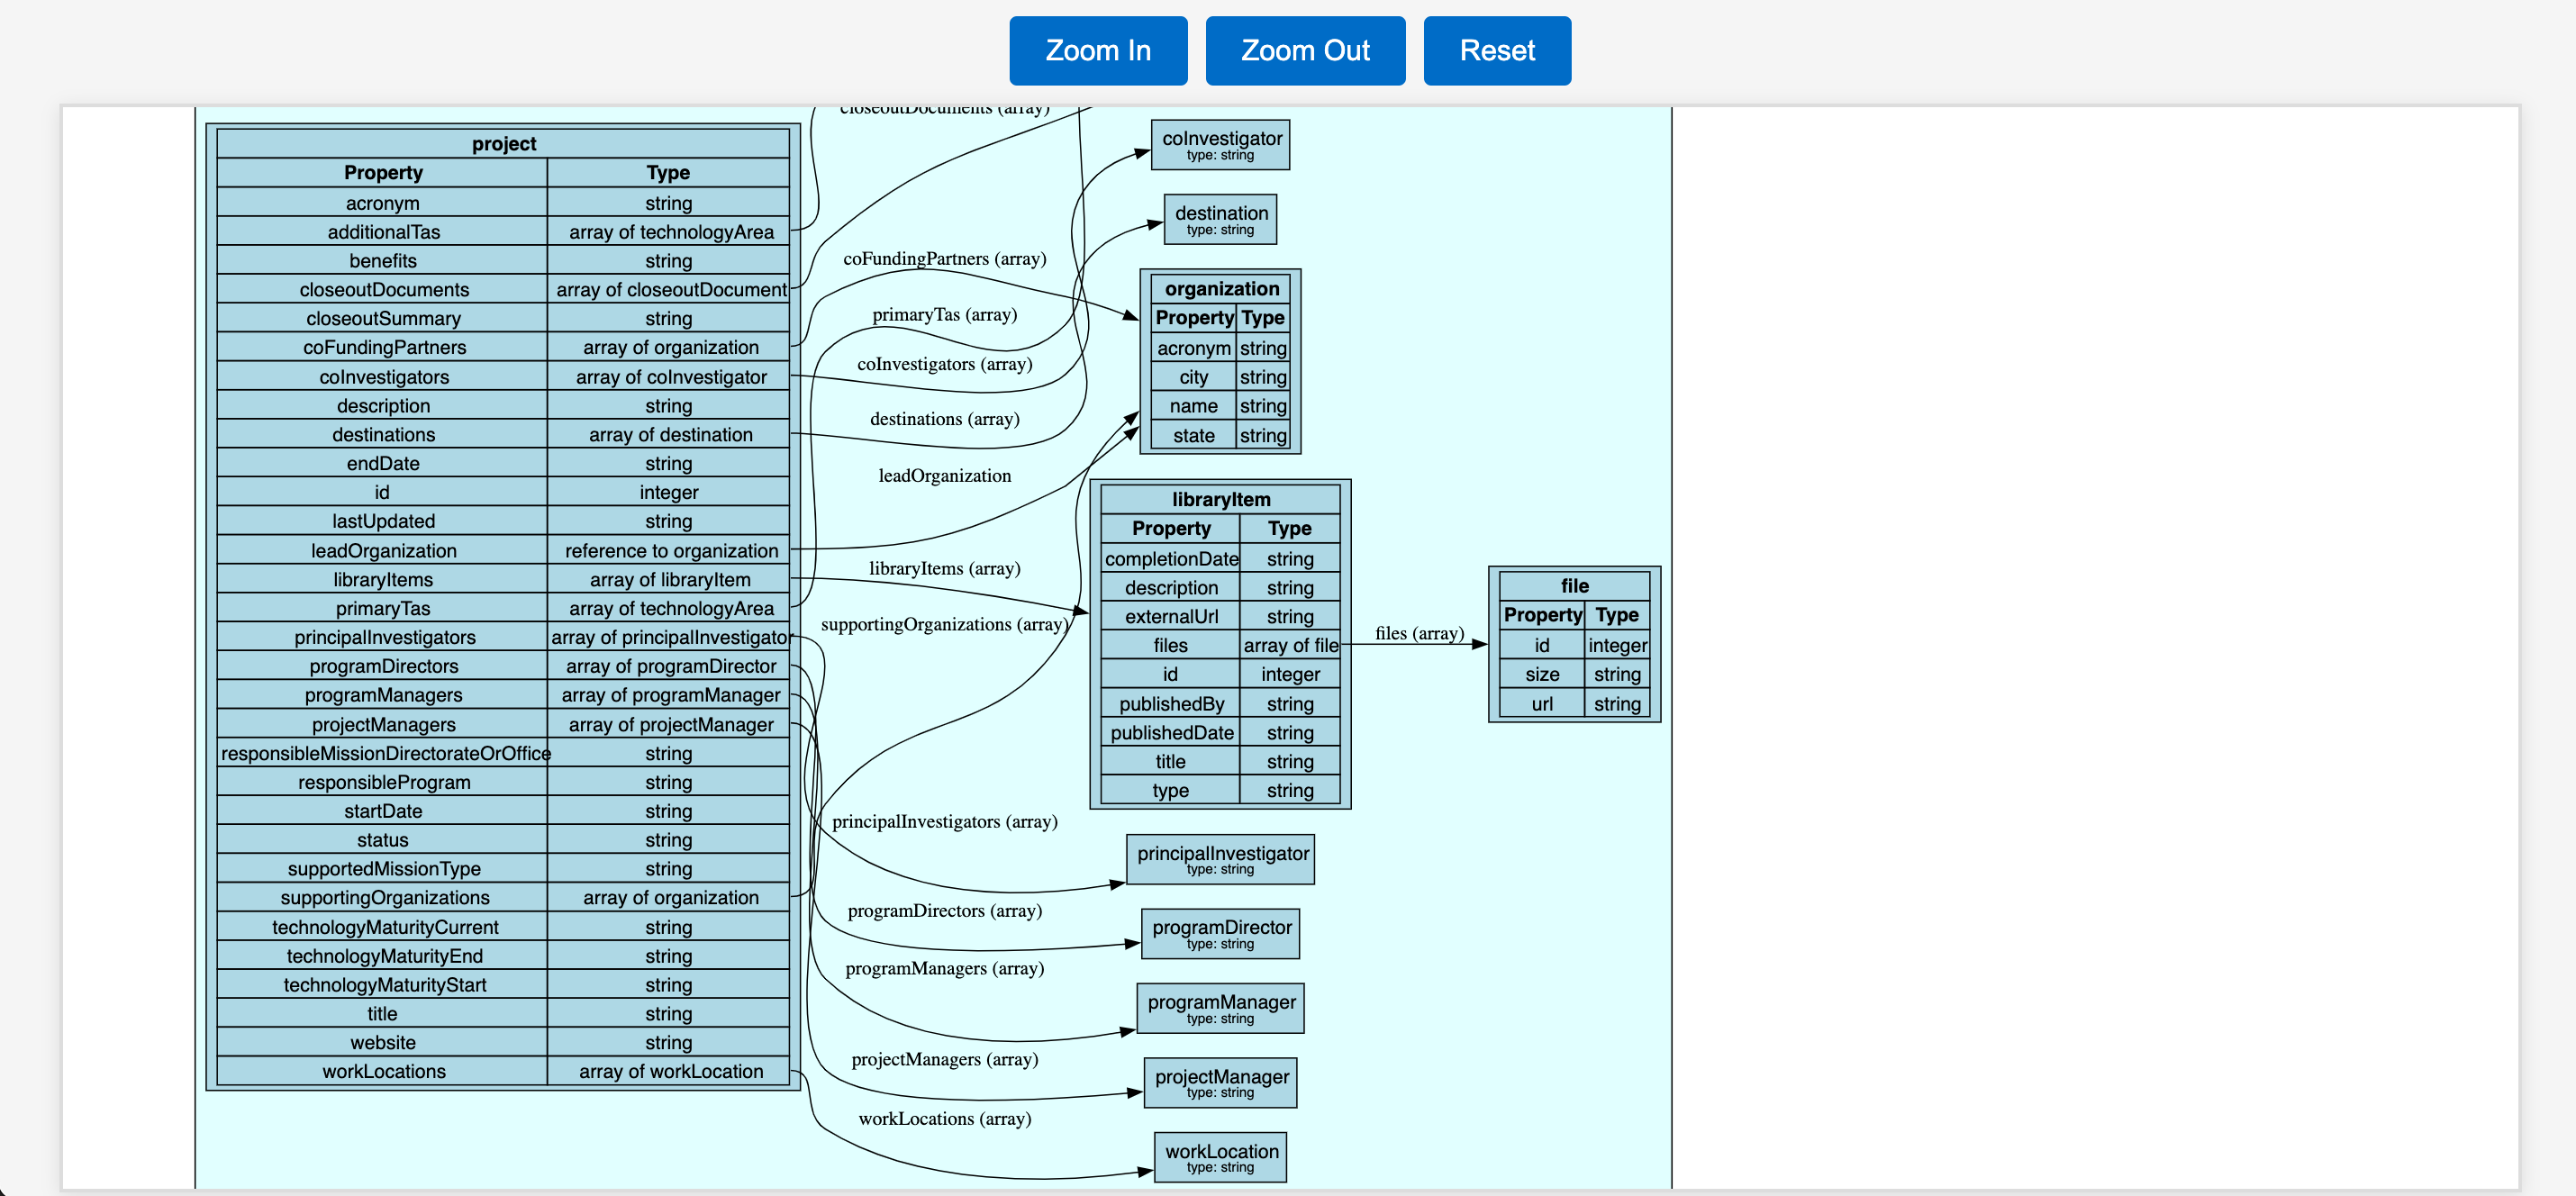 Zoom In
Zoom Out
Reset
closeoutDocuments (array)
project
Property Type
acronym string
additionalTas array of technologyArea
benefits string
closeoutDocuments array of closeoutDocument
closeoutSummary string
coFundingPartners array of organization
coInvestigators array of coInvestigator
description string
destinations array of destination
endDate string
id integer
lastUpdated string
leadOrganization reference to organization
libraryItems array of libraryItem
primaryTas array of technologyArea
principalInvestigators array of principalInvestigator
programDirectors array of programDirector
programManagers array of programManager
projectManagers array of projectManager
responsibleMissionDirectorateOrOffice string
responsibleProgram string
startDate string
status string
supportedMissionType string
supportingOrganizations array of organization
technologyMaturityCurrent string
technologyMaturityEnd string
technologyMaturityStart string
title string
website string
workLocations array of workLocation
coFundingPartners (array)
primaryTas (array)
coInvestigators (array)
destinations (array)
leadOrganization
libraryItems (array)
supportingOrganizations (array)
principalInvestigators (array)
programDirectors (array)
programManagers (array)
projectManagers (array)
workLocations (array)
coInvestigator
type: string
destination
type: string
organization
Property Type
acronym string
city string
name string
state string
libraryItem
Property Type
completionDate string
description string
externalUrl string
files array of file
id integer
publishedBy string
publishedDate string
title string
type string
files (array)
file
Property Type
id integer
size string
url string
principalInvestigator
type: string
programDirector
type: string
programManager
type: string
projectManager
type: string
workLocation
type: string